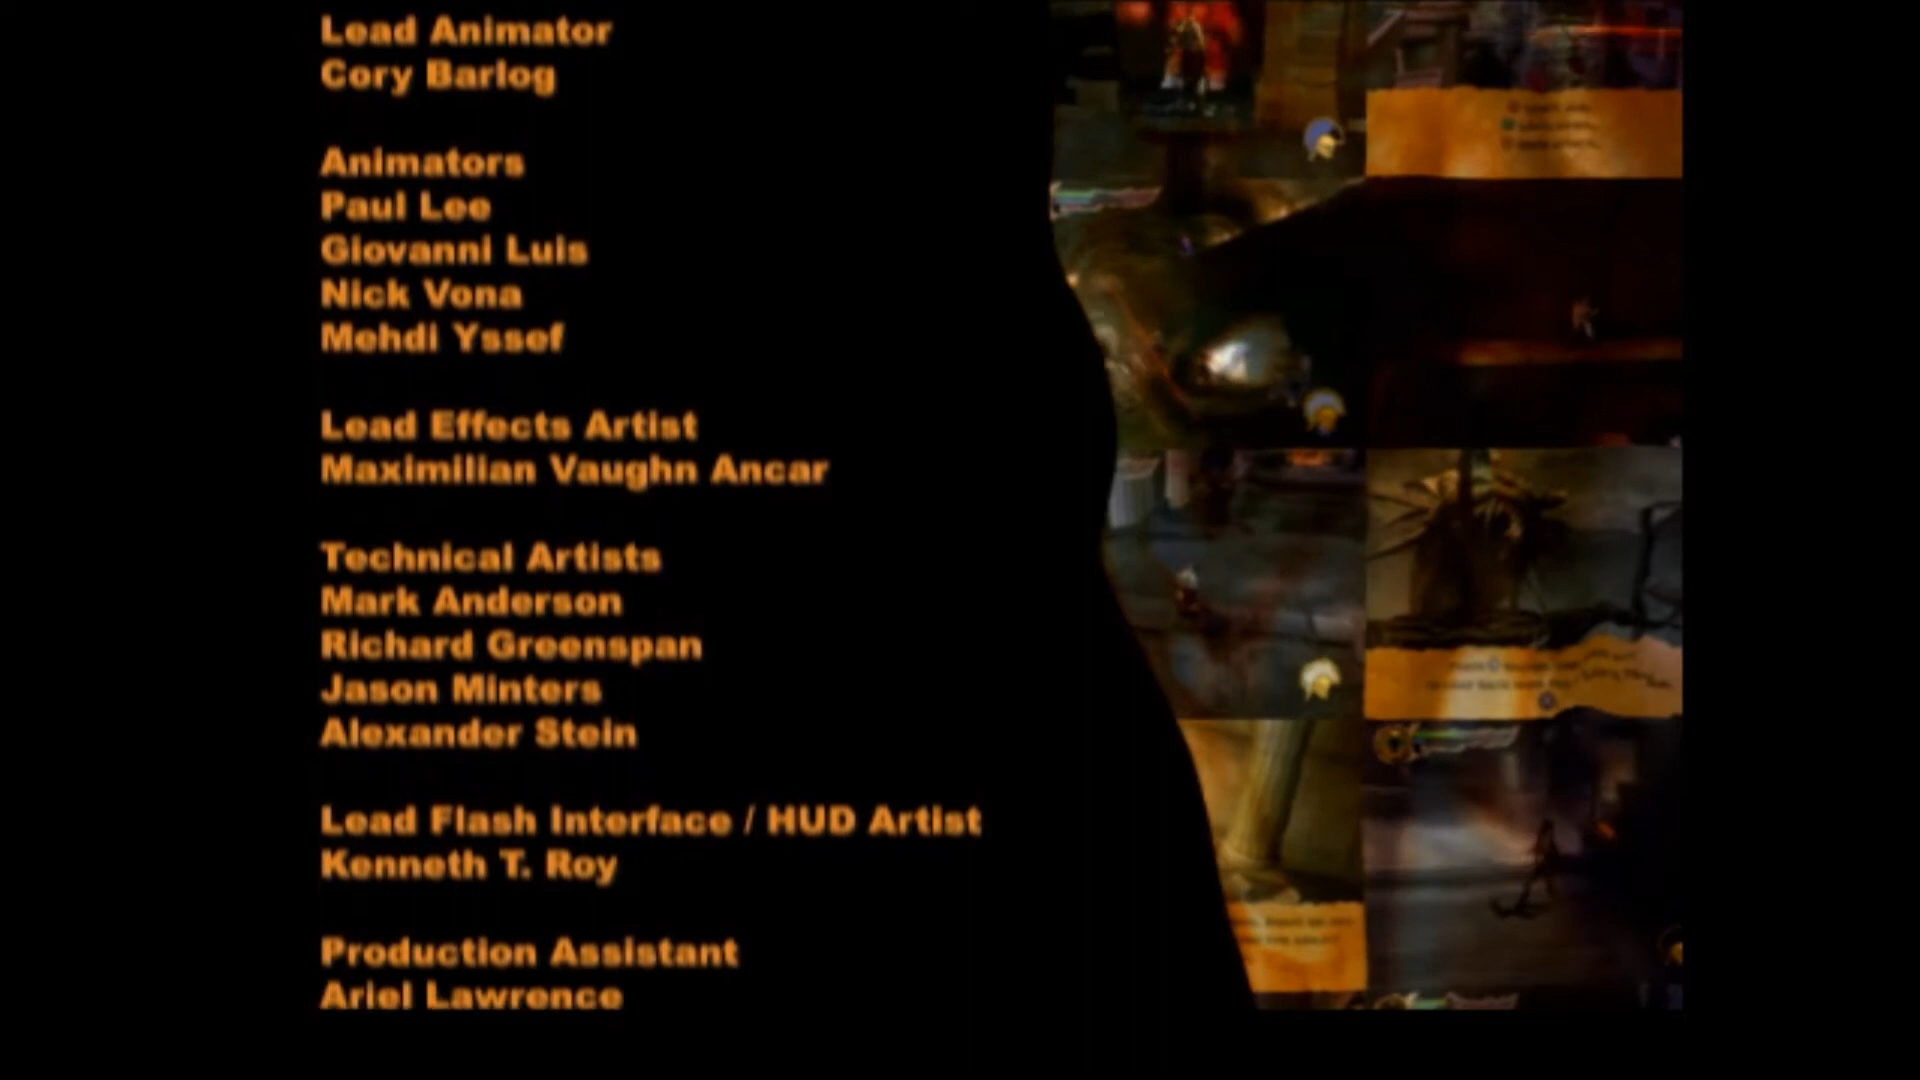 Lead Animator
Cory Barlog
Animators
Paul Lee
Giovanni Luis
Nick Vona
Mehdi Yssef
Lead Effects Artist
Maximilian Vaughn Ancar
Technical Artists
Mark Anderson
Richard Greenspan
Jason Minters
Alexander Stein
Lead Flash Interface / HUD Artist
Kenneth T. Roy
Production Assistant
Ariel Lawrence